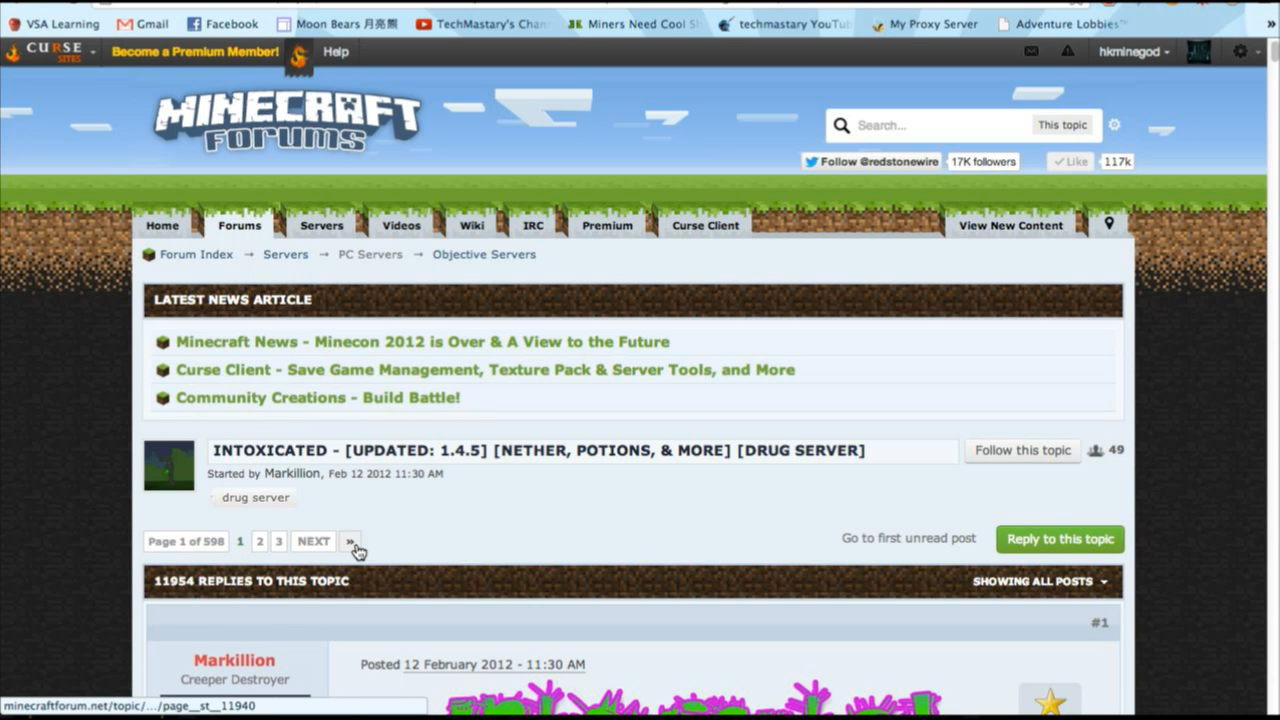 VSA Learning Gmail Facebook Moon Bears 月亮熊 TechMastary's Chan Miners Need Cool Sh techmastary YouTub My Proxy Server Adventure Lobbies™ »
CURSE SITES Become a Premium Member! Help hkminegod
MINECRAFT
FORUMS
Search... This topic
Follow @redstonewire 17K followers Like 117k
Home Forums Servers Videos Wiki IRC Premium Curse Client View New Content
Forum Index → Servers → PC Servers → Objective Servers
LATEST NEWS ARTICLE
Minecraft News - Minecon 2012 is Over & A View to the Future
Curse Client - Save Game Management, Texture Pack & Server Tools, and More
Community Creations - Build Battle!
INTOXICATED - [UPDATED: 1.4.5] [NETHER, POTIONS, & MORE] [DRUG SERVER] Follow this topic 49
Started by Markillion, Feb 12 2012 11:30 AM
drug server
Page 1 of 598 1 2 3 NEXT » Go to first unread post Reply to this topic
11954 REPLIES TO THIS TOPIC SHOWING ALL POSTS
#1
Markillion Posted 12 February 2012 - 11:30 AM
Creeper Destroyer
minecraftforum.net/topic/.../page__st__11940